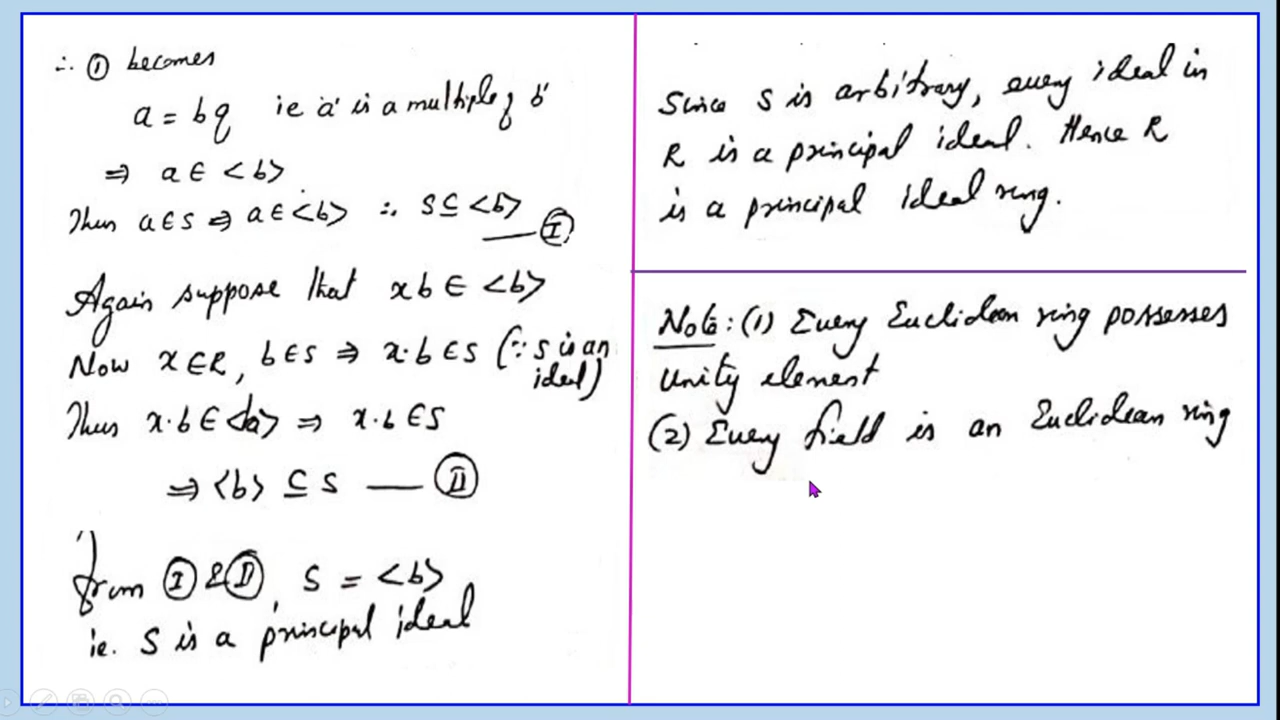 ∴ ① becomes
a = bq ie 'a' is a multiple of 'b'
⇒ a ∈ <b>
Thus a∈S ⇒ a∈<b> ∴ S ⊆ <b>
— Ⓘ
Again suppose that xb ∈ <b>
Now x∈R, b∈S ⇒ x·b∈S (∵ S is an
ideal)
Thus x·b∈<b> ⇒ x·b∈S
⇒ <b> ⊆ S — Ⅱ
from Ⓘ & Ⅱ, S = <b>
ie. S is a principal ideal
Since S is arbitrary, every ideal in
R is a principal ideal. Hence R
is a principal ideal ring.
Note: (1) Every Euclidean ring possesses
unity element
(2) Every field is an Euclidean ring